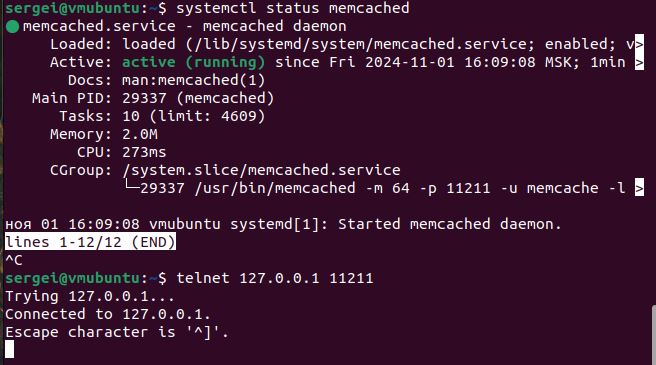 sergei@vmubuntu:~$ systemctl status memcached
● memcached.service - memcached daemon
     Loaded: loaded (/lib/systemd/system/memcached.service; enabled; v>
     Active: active (running) since Fri 2024-11-01 16:09:08 MSK; 1min >
       Docs: man:memcached(1)
   Main PID: 29337 (memcached)
      Tasks: 10 (limit: 4609)
     Memory: 2.0M
        CPU: 273ms
     CGroup: /system.slice/memcached.service
             └─29337 /usr/bin/memcached -m 64 -p 11211 -u memcache -l >
ноя 01 16:09:08 vmubuntu systemd[1]: Started memcached daemon.
lines 1-12/12 (END)
^C
sergei@vmubuntu:~$ telnet 127.0.0.1 11211
Trying 127.0.0.1...
Connected to 127.0.0.1.
Escape character is '^]'.